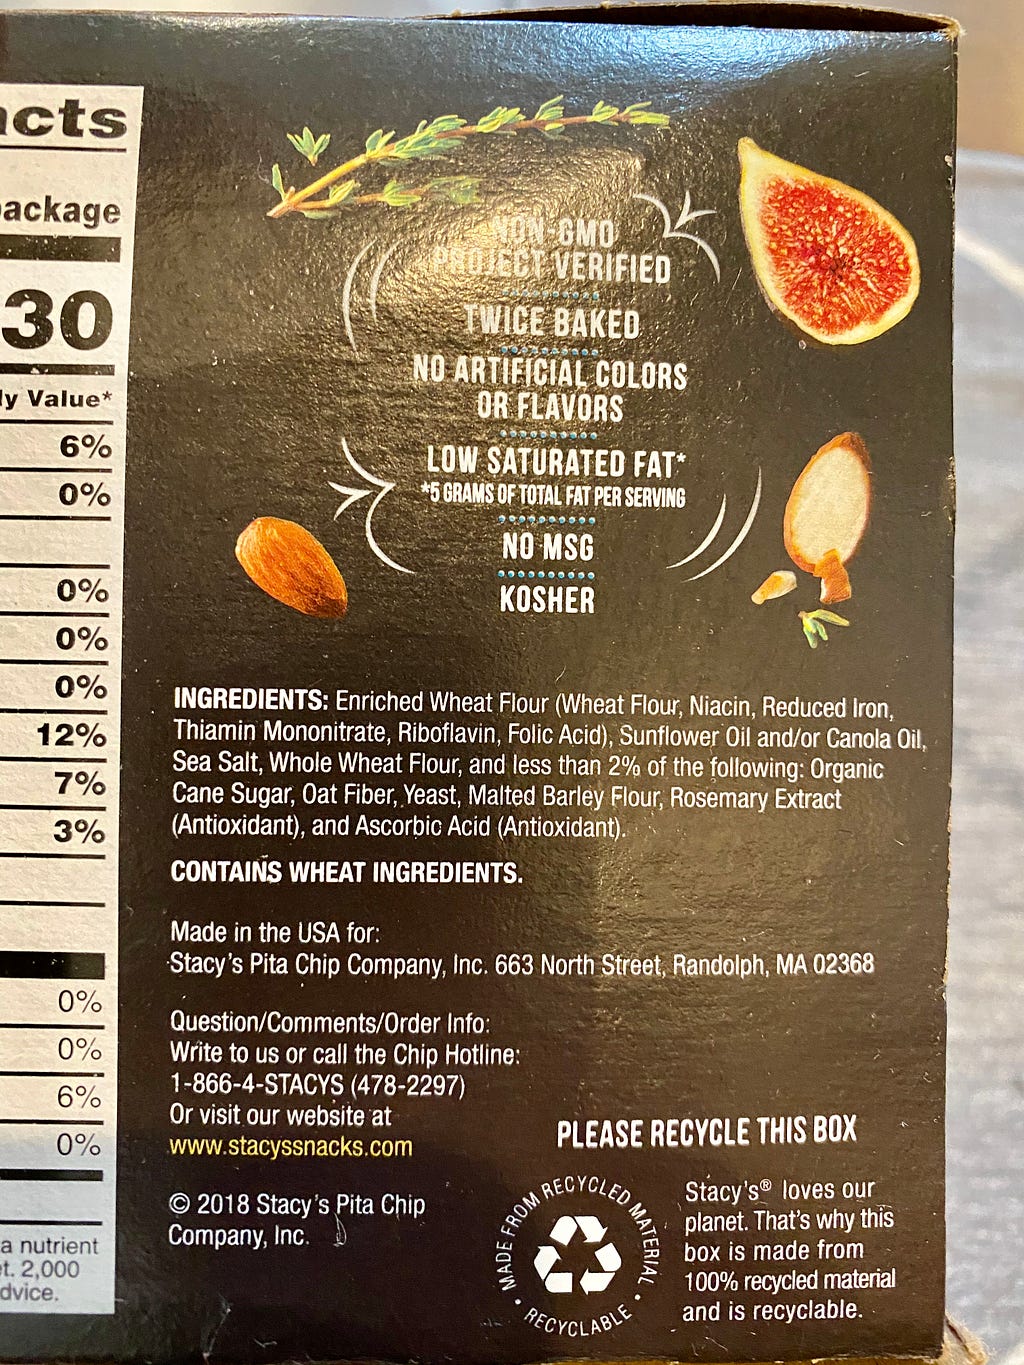 acts
package
30
ly Value*
6%
0%
0%
0%
0%
12%
7%
3%
0%
0%
6%
0%
a nutrient
t. 2,000
dvice.
NON-GMO
PROJECT VERIFIED
TWICE BAKED
NO ARTIFICIAL COLORS
OR FLAVORS
LOW SATURATED FAT*
*5 GRAMS OF TOTAL FAT PER SERVING
NO MSG
KOSHER
INGREDIENTS: Enriched Wheat Flour (Wheat Flour, Niacin, Reduced Iron,
Thiamin Mononitrate, Riboflavin, Folic Acid), Sunflower Oil and/or Canola Oil,
Sea Salt, Whole Wheat Flour, and less than 2% of the following: Organic
Cane Sugar, Oat Fiber, Yeast, Malted Barley Flour, Rosemary Extract
(Antioxidant), and Ascorbic Acid (Antioxidant).
CONTAINS WHEAT INGREDIENTS.
Made in the USA for:
Stacy's Pita Chip Company, Inc. 663 North Street, Randolph, MA 02368
Question/Comments/Order Info:
Write to us or call the Chip Hotline:
1-866-4-STACYS (478-2297)
Or visit our website at
www.stacyssnacks.com
© 2018 Stacy's Pita Chip
Company, Inc.
PLEASE RECYCLE THIS BOX
MADE FROM RECYCLED MATERIAL
• RECYCLABLE •
Stacy's® loves our
planet. That's why this
box is made from
100% recycled material
and is recyclable.